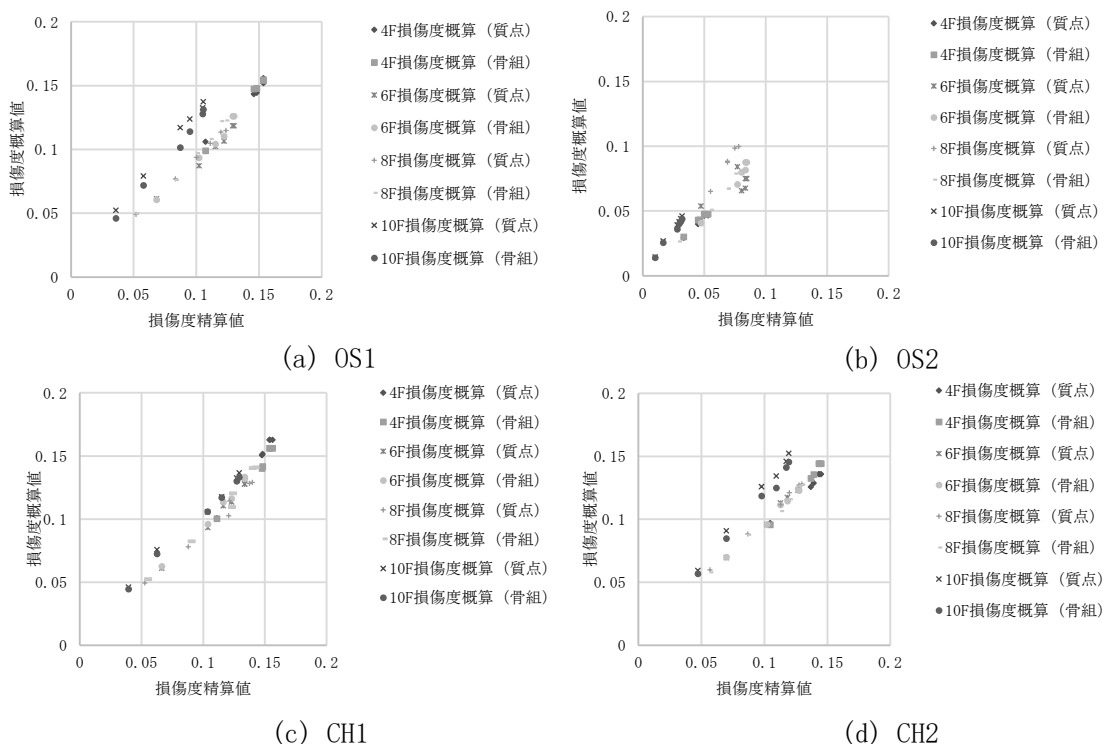 0.2
0.15
0.1
0.05
0
0
0.05
0.1
0.15
0.2
損傷度概算値
損傷度精算値
4F損傷度概算（質点）
4F損傷度概算（骨組）
6F損傷度概算（質点）
6F損傷度概算（骨組）
8F損傷度概算（質点）
8F損傷度概算（骨組）
10F損傷度概算（質点）
10F損傷度概算（骨組）
(a) OS1
0.2
0.15
0.1
0.05
0
0
0.05
0.1
0.15
0.2
損傷度概算値
損傷度精算値
4F損傷度概算（質点）
4F損傷度概算（骨組）
6F損傷度概算（質点）
6F損傷度概算（骨組）
8F損傷度概算（質点）
8F損傷度概算（骨組）
10F損傷度概算（質点）
10F損傷度概算（骨組）
(b) OS2
0.2
0.15
0.1
0.05
0
0
0.05
0.1
0.15
0.2
損傷度概算値
損傷度精算値
4F損傷度概算（質点）
4F損傷度概算（骨組）
6F損傷度概算（質点）
6F損傷度概算（骨組）
8F損傷度概算（質点）
8F損傷度概算（骨組）
10F損傷度概算（質点）
10F損傷度概算（骨組）
(c) CH1
0.2
0.15
0.1
0.05
0
0
0.05
0.1
0.15
0.2
損傷度概算値
損傷度精算値
4F損傷度概算（質点）
4F損傷度概算（骨組）
6F損傷度概算（質点）
6F損傷度概算（骨組）
8F損傷度概算（質点）
8F損傷度概算（骨組）
10F損傷度概算（質点）
10F損傷度概算（骨組）
(d) CH2